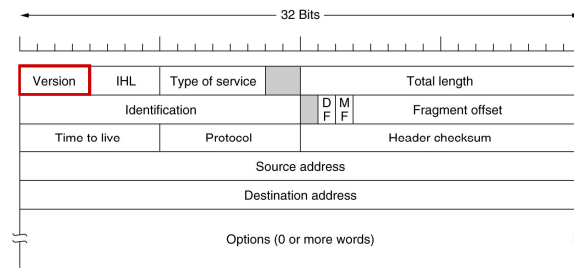 32 Bits
Version IHL Type of service Total length
Identification D F M F Fragment offset
Time to live Protocol Header checksum
Source address
Destination address
Options (0 or more words)